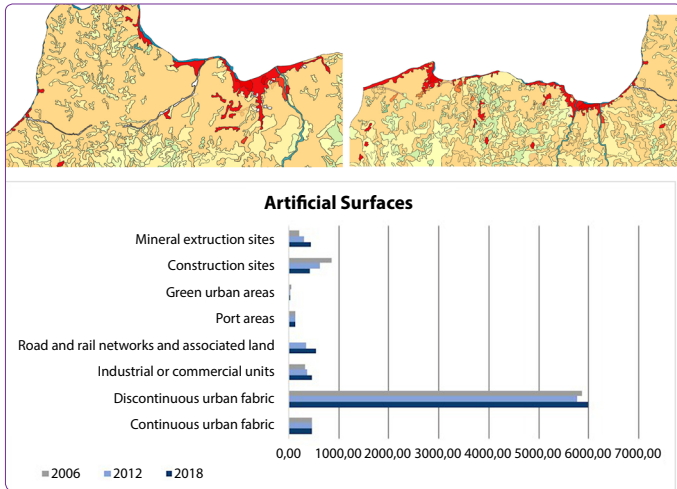 Artificial Surfaces
Mineral extruction sites
Construction sites
Green urban areas
Port areas
Road and rail networks and associated land
Industrial or commercial units
Discontinuous urban fabric
Continuous urban fabric
0,00 1000,00 2000,00 3000,00 4000,00 5000,00 6000,00 7000,00
2006 2012 2018